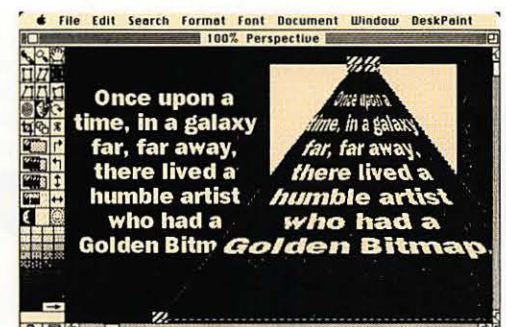 File Edit Search Format Font Document Window DeskPaint
100% Perspective
Once upon a
time, in a galaxy
far, far away,
there lived a
humble artist
who had a
Golden Bitm
Once upon a
time, in a galaxy
far, far away,
there lived a
humble artist
who had a
Golden Bitmap.